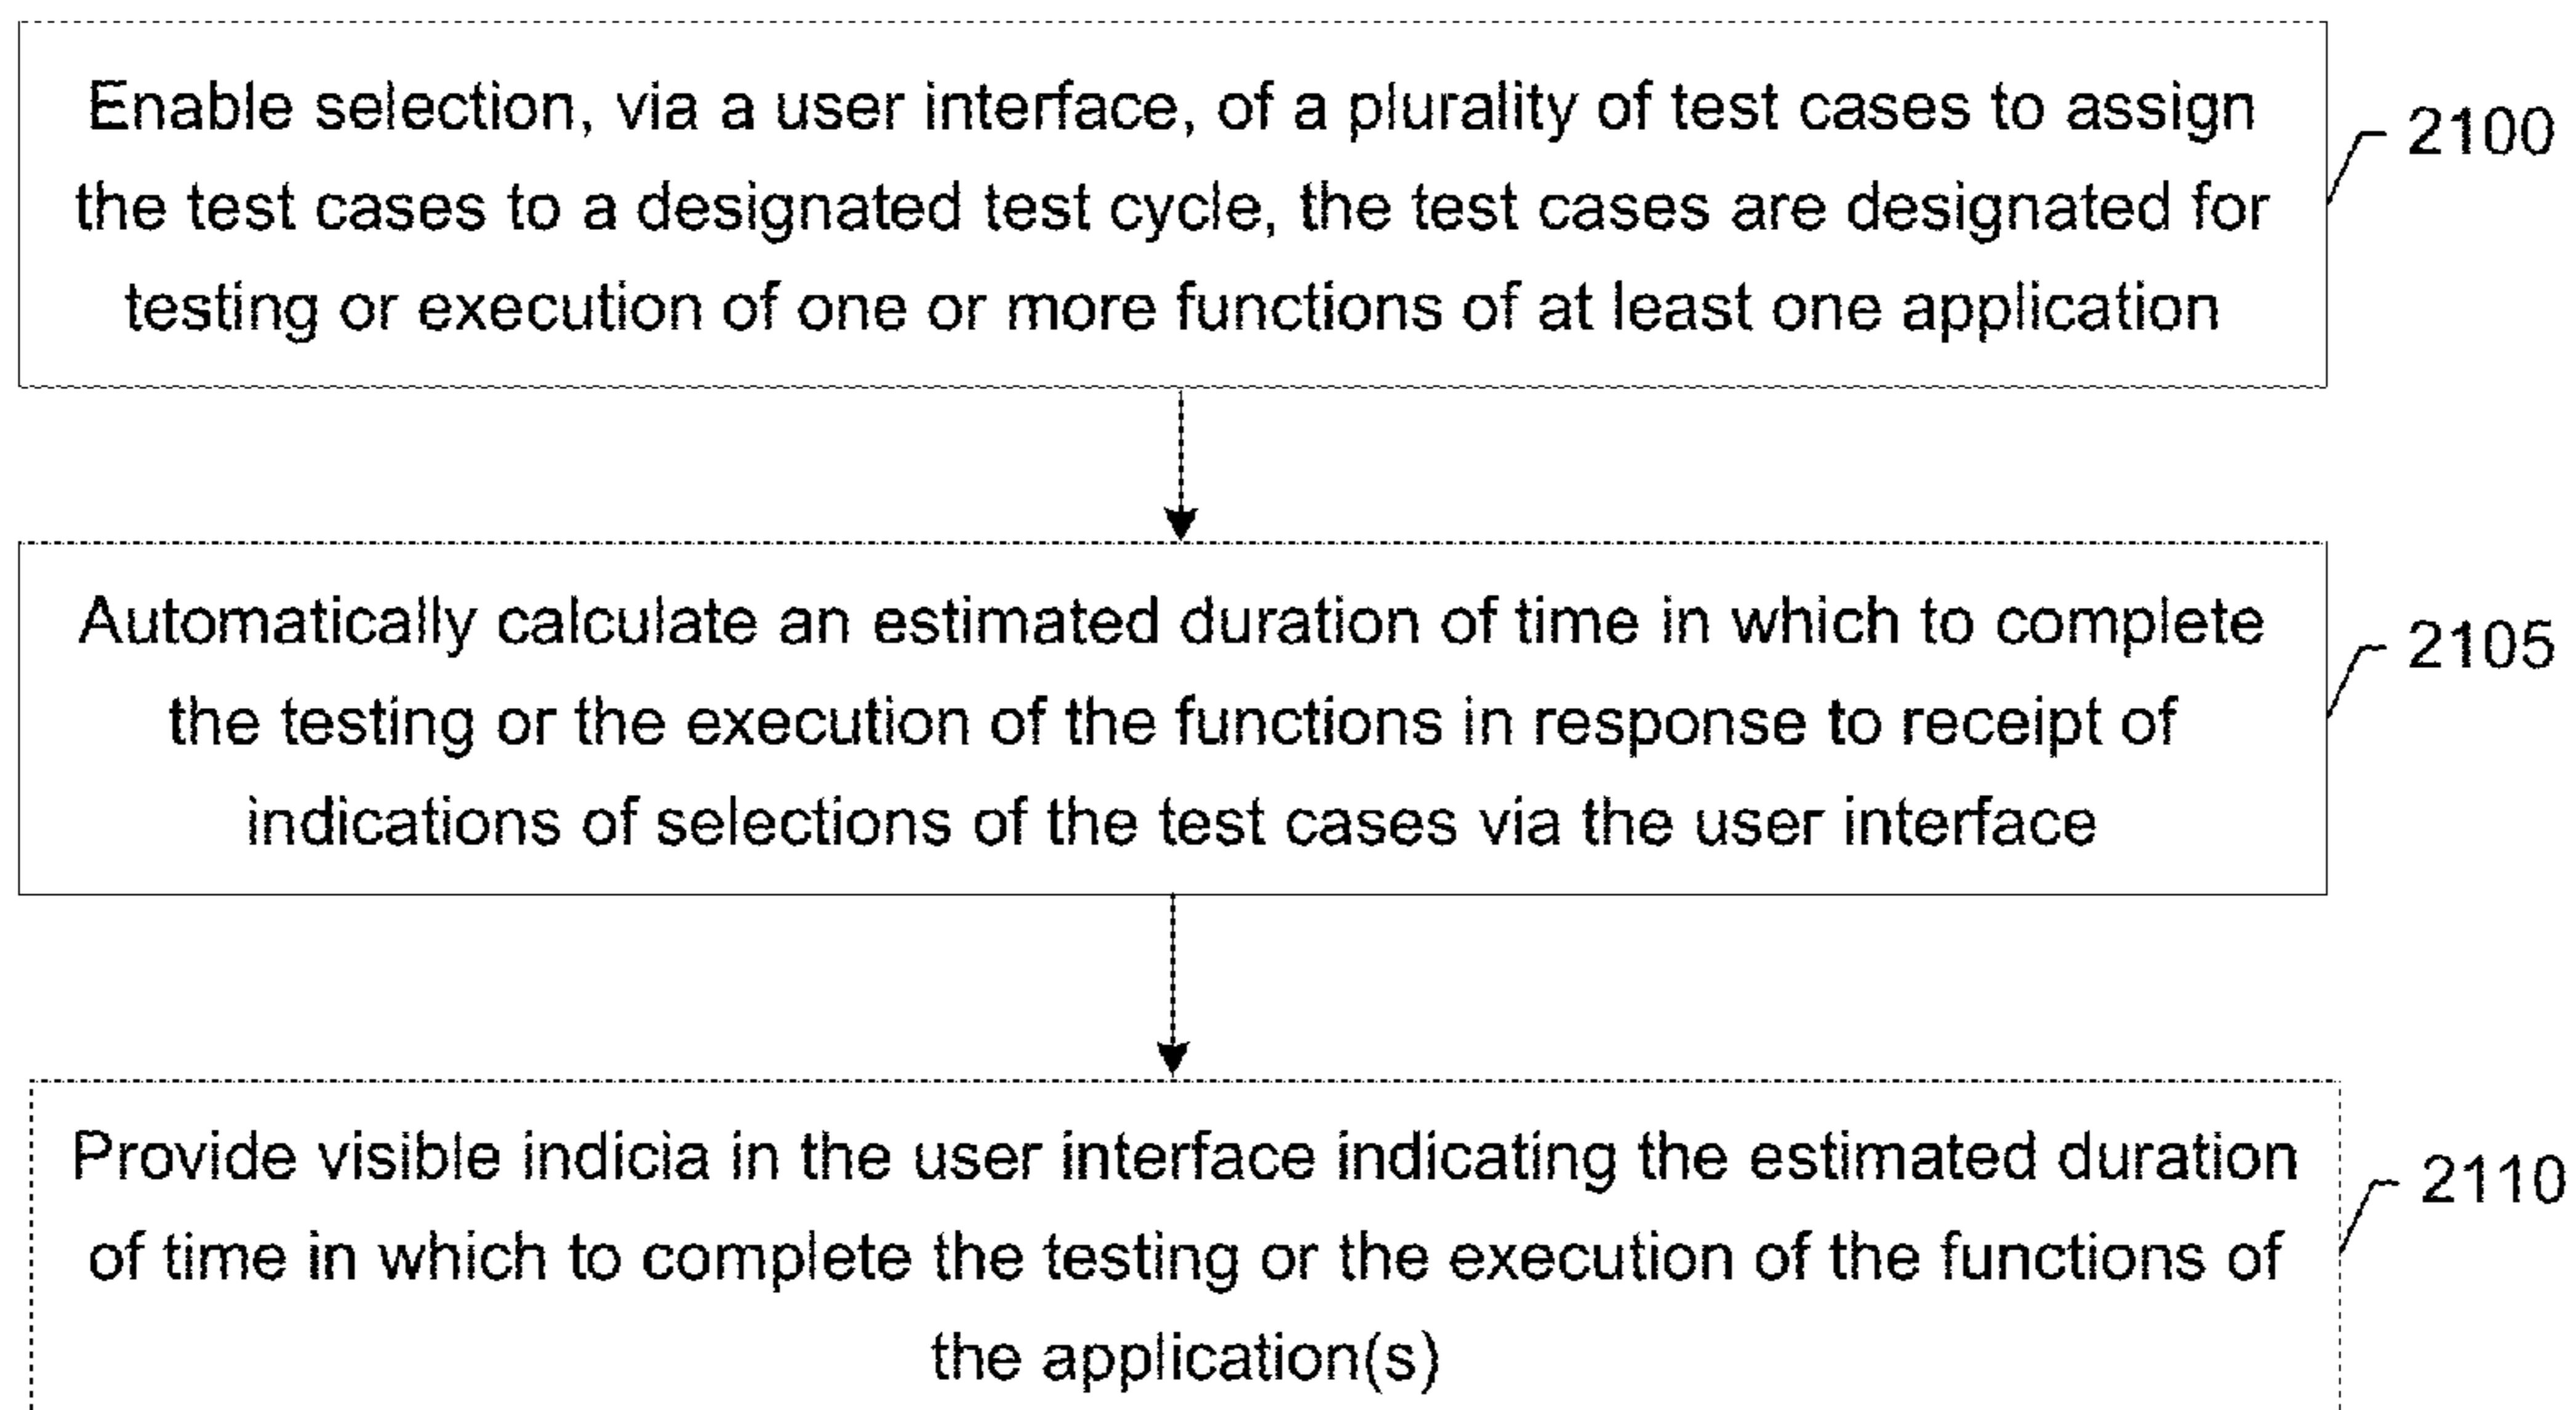 Enable selection, via a user interface, of a plurality of test cases to assign
the test cases to a designated test cycle, the test cases are designated for
testing or execution of one or more functions of at least one application
2100
Automatically calculate an estimated duration of time in which to complete
the testing or the execution of the functions in response to receipt of
indications of selections of the test cases via the user interface
2105
Provide visible indicia in the user interface indicating the estimated duration
of time in which to complete the testing or the execution of the functions of
the application(s)
2110